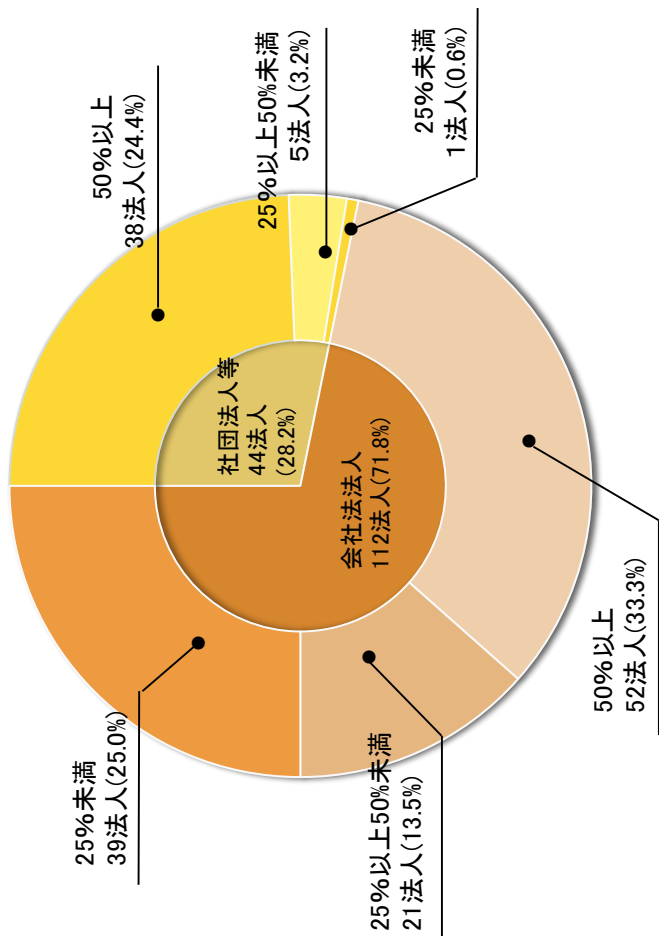 50%以上
38法人(24.4%)
25%以上50%未満
5法人(3.2%)
25%未満
1法人(0.6%)
社団法人等
44法人
(28.2%)
会社法法人
112法人(71.8%)
25%未満
39法人(25.0%)
25%以上50%未満
21法人(13.5%)
50%以上
52法人(33.3%)